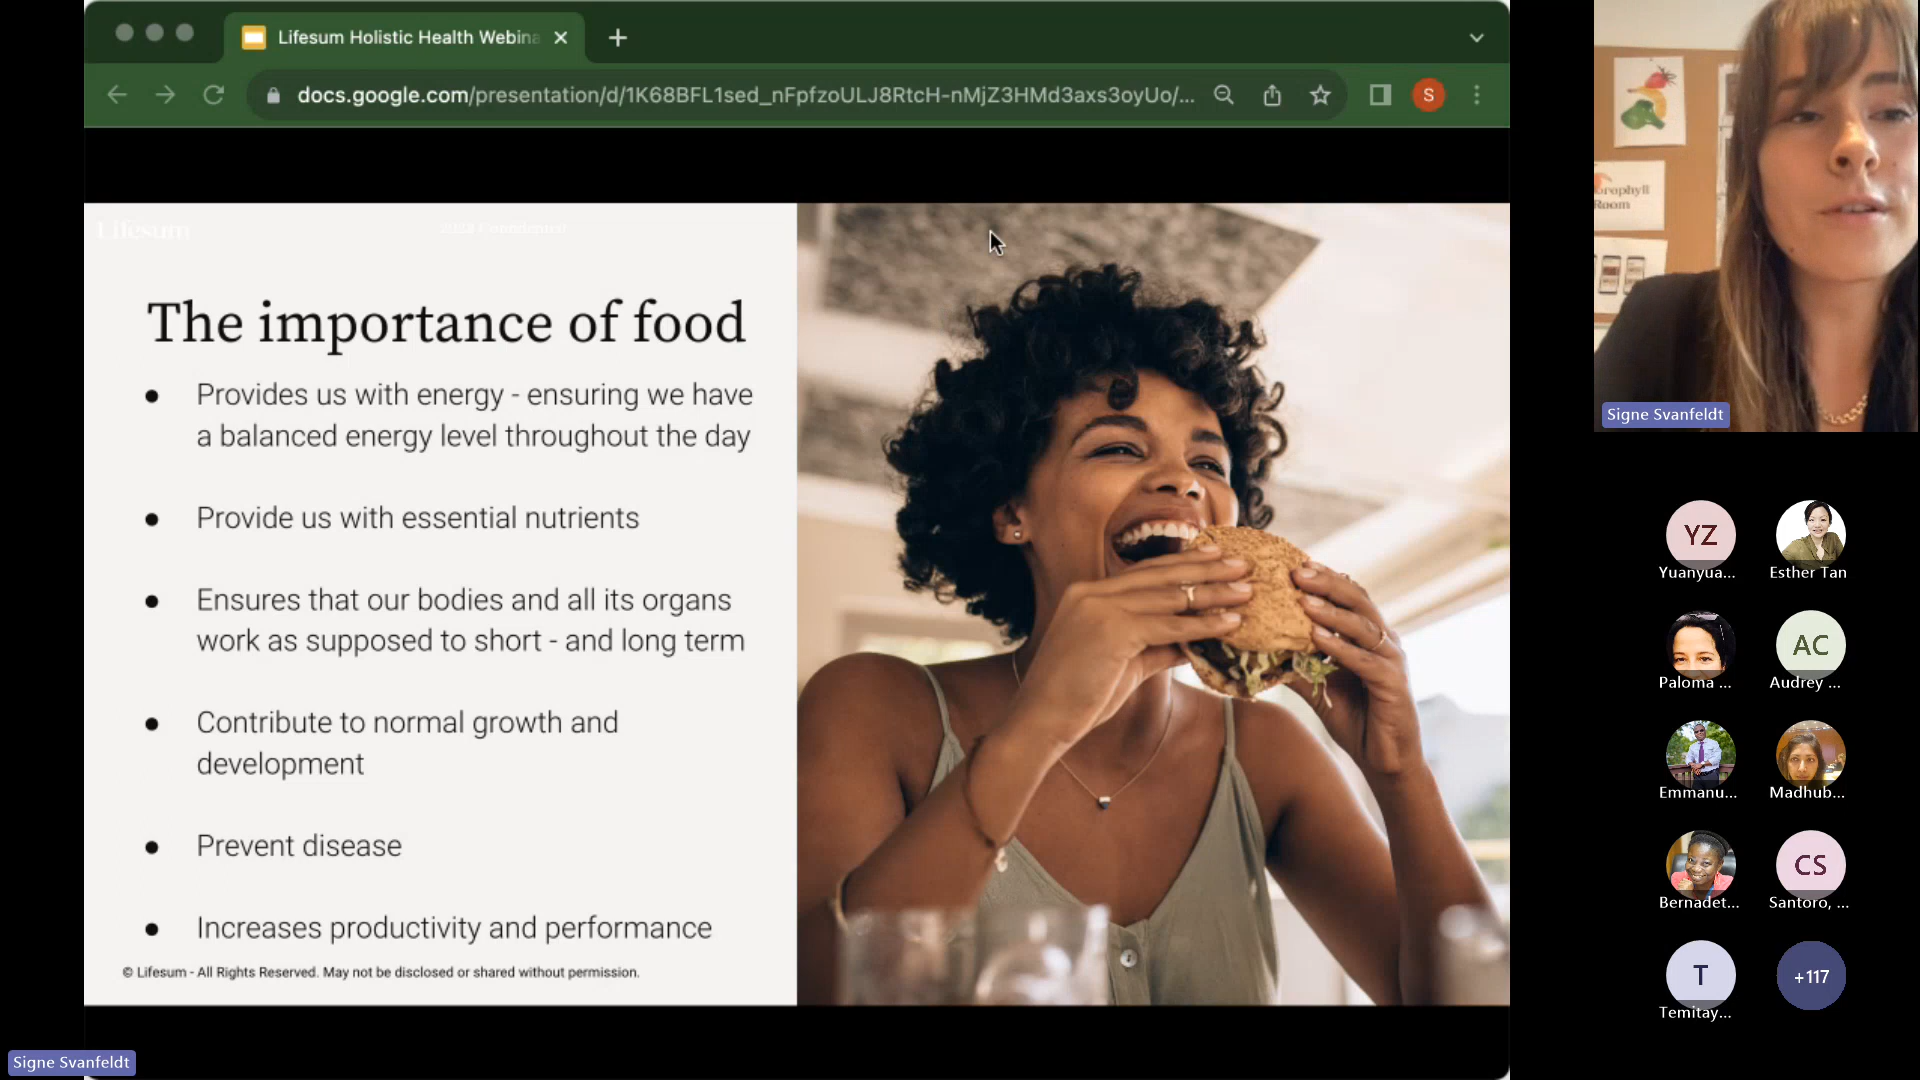 Lifesum Holistic Health Webina
docs.google.com/presentation/d/1K68BFL1sed_nFpfzoULJ8RtcH-nMjZ3HMd3axs3oyUo/...
S
Lifesum
The importance of food
● Provides us with energy - ensuring we have
a balanced energy level throughout the day
● Provide us with essential nutrients
● Ensures that our bodies and all its organs
work as supposed to short - and long term
● Contribute to normal growth and
development
● Prevent disease
● Increases productivity and performance
© Lifesum - All Rights Reserved. May not be disclosed or shared without permission.
Signe Svanfeldt
Room
Signe Svanfeldt
YZ
Yuanyua...
Esther Tan
Paloma ...
AC
Audrey ...
Emmanu...
Madhub...
Bernadet...
CS
Santoro, ...
T
Temitay...
+117